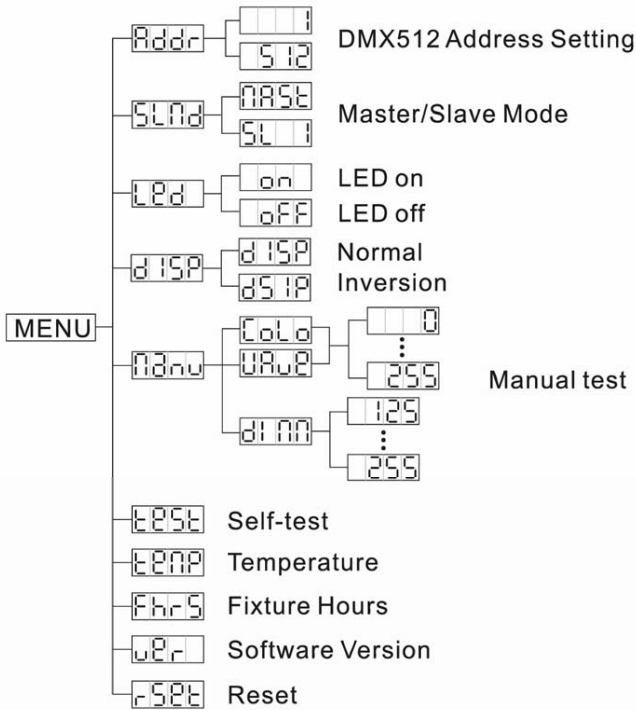 Addr
1
512
DMX512 Address Setting
SLMd
MASt
SL 1
Master/Slave Mode
Led
on
LED on
oFF
LED off
dISP
dISP
Normal
dSIP
Inversion
MENU
Manu
CoLo
0
WAve
255
Manual test
dIMM
125
255
test
Self-test
teMP
Temperature
FhrS
Fixture Hours
ver
Software Version
rSet
Reset